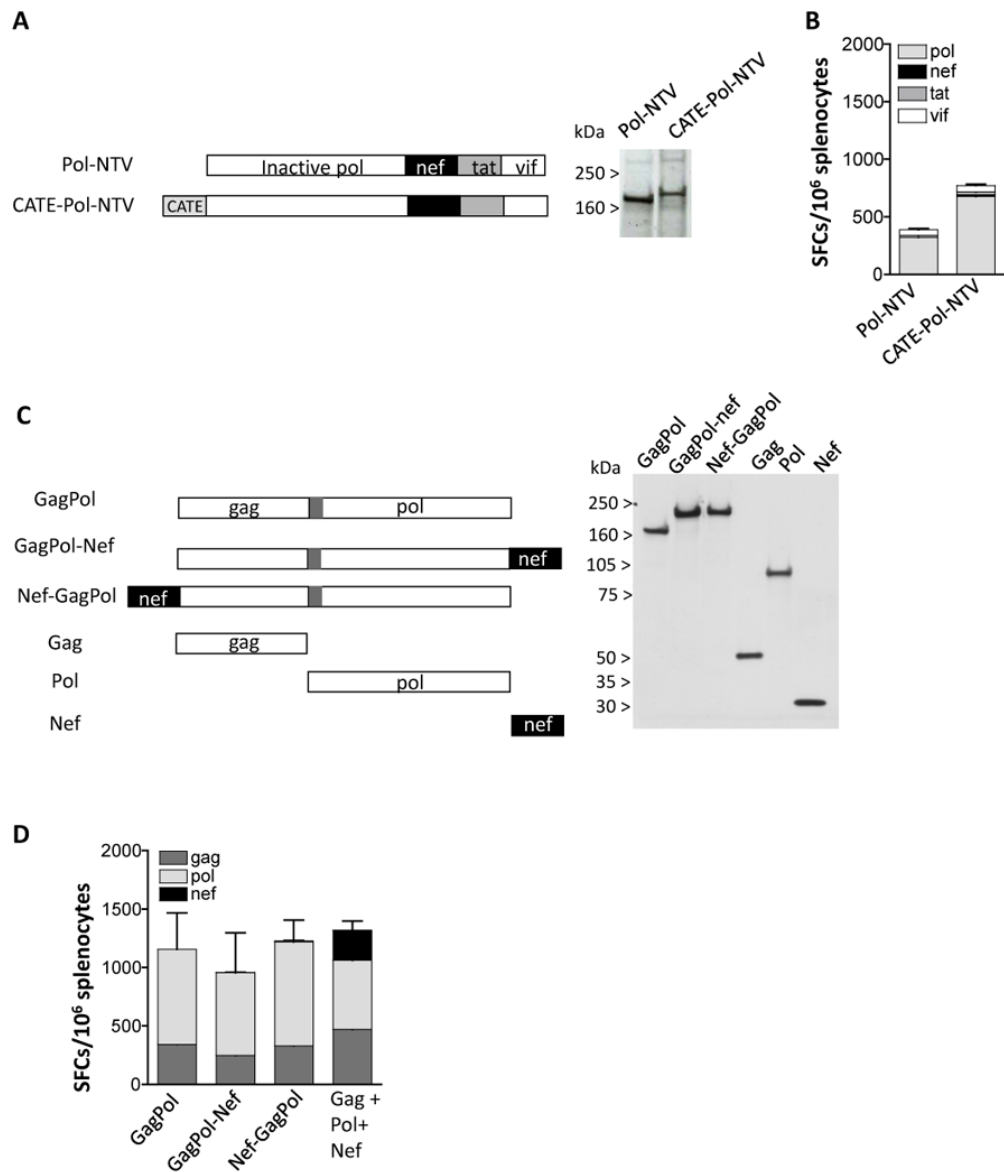 A
Pol-NTV
Inactive pol
nef
tat
vif
CATE-Pol-NTV
CATE
kDa
Pol-NTV
CATE-Pol-NTV
250 >
160 >
B
2000
1500
1000
500
0
SFCs/10⁶ splenocytes
pol
nef
tat
vif
Pol-NTV
CATE-Pol-NTV
C
GagPol
gag
pol
GagPol-Nef
nef
Nef-GagPol
nef
Gag
gag
Pol
pol
Nef
nef
kDa
GagPol
GagPol-nef
Nef-GagPol
Gag
Pol
Nef
250 >
160 >
105 >
75 >
50 >
35 >
30 >
D
2000
1500
1000
500
0
SFCs/10⁶ splenocytes
gag
pol
nef
GagPol
GagPol-Nef
Nef-GagPol
Gag +
Pol+
Nef